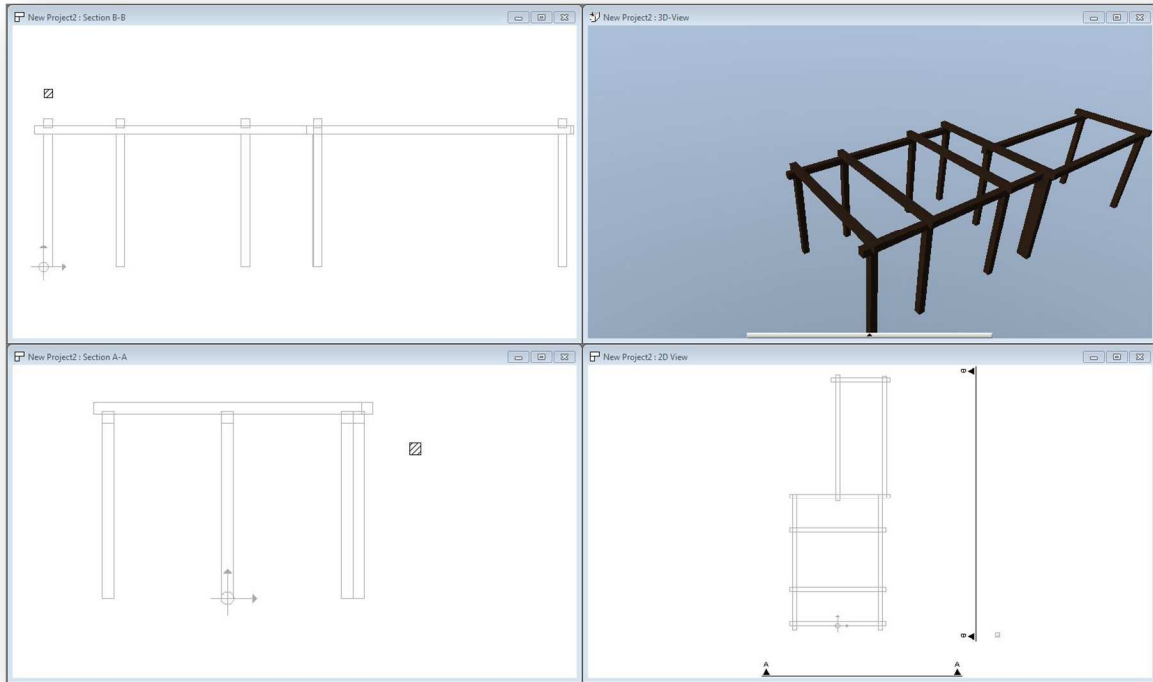 New Project2 : Section B-B
New Project2 : 3D-View
New Project2 : Section A-A
New Project2 : 2D View
B
B
A
A